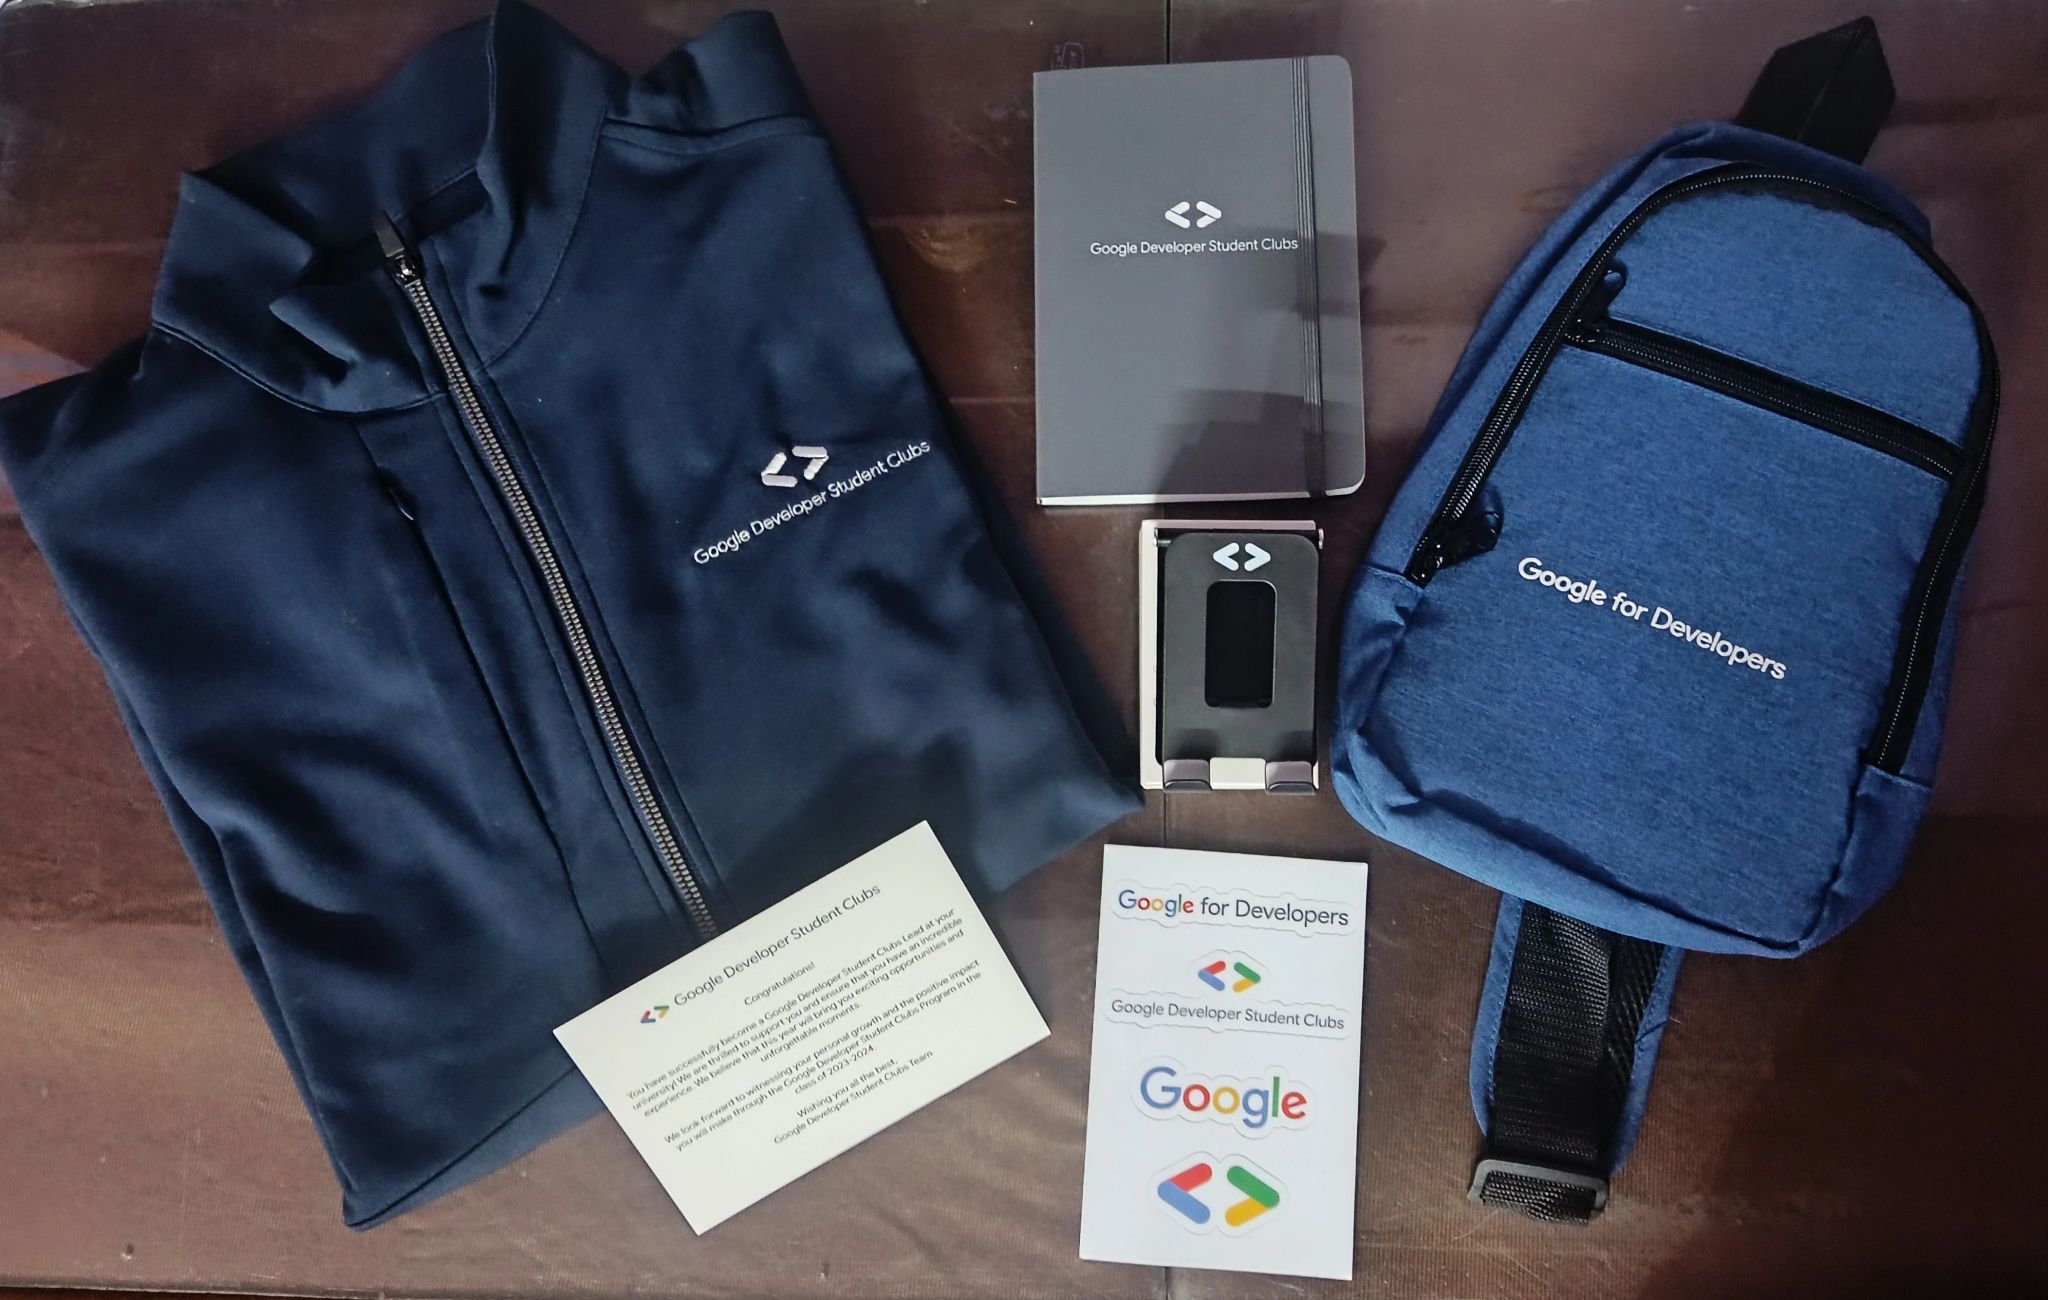 Google Developer Student Clubs
Google Developer Student Clubs
Google for Developers
Google Developer Student Clubs
Congratulations!
You have successfully become a Google Developer Student Clubs Lead at your
university! We are thrilled to support you and ensure that you have an incredible
experience. We believe that this year will bring you exciting opportunities and
unforgettable moments.
We look forward to witnessing your personal growth and the positive impact
you will make through the Google Developer Student Clubs Program in the
class of 2023-2024.
Wishing you all the best,
Google Developer Student Clubs Team
Google for Developers
Google Developer Student Clubs
Google